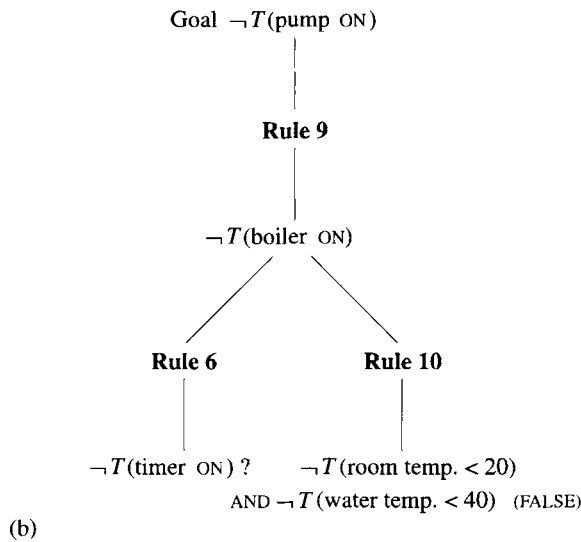 Goal ¬T(pump ON)
Rule 9
¬T(boiler ON)
Rule 6 Rule 10
¬T(timer ON) ? ¬T(room temp. < 20)
AND ¬T(water temp. < 40) (FALSE)
(b)